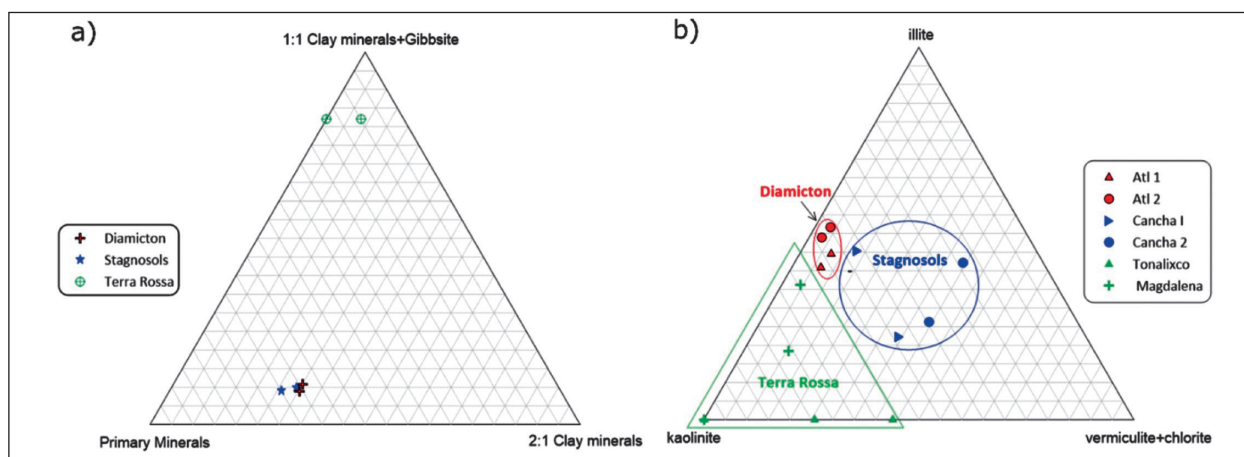 a)
1:1 Clay minerals+Gibbsite
Diamicton
Stagnosols
Terra Rossa
Primary Minerals
2:1 Clay minerals
b)
illite
Diamicton
Stagnosols
Terra Rossa
Atl 1
Atl 2
Cancha I
Cancha 2
Tonalixco
Magdalena
kaolinite
vermiculite+chlorite